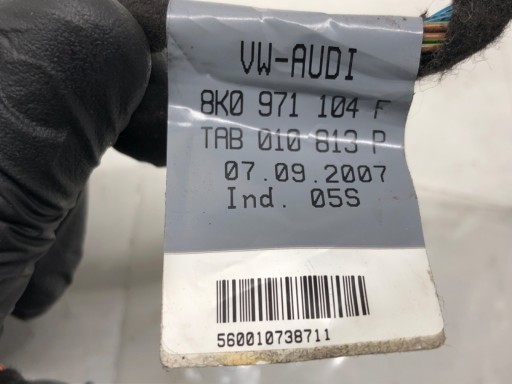 VW-AUDI
8K0 971 104 F
TAB 010 813 P
07.09.2007
Ind. 05S
560010738711